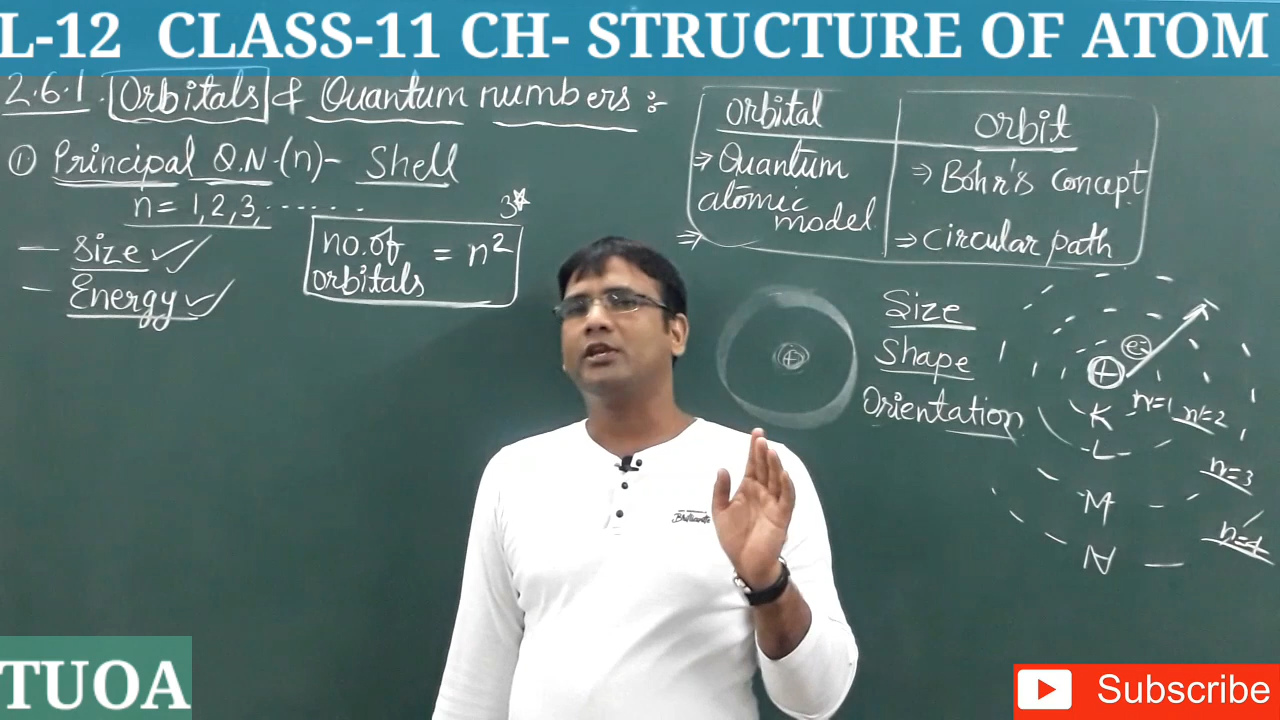 L-12 CLASS-11 CH- STRUCTURE OF ATOM
2.6.1. Orbitals & Quantum numbers :-
① Principal Q.N.(n)- Shell
n= 1,2,3,.......
— Size ✓✓
— Energy ✓
3
no. of orbitals = n²
orbital
⇒ Quantum
atomic
model
⇒
orbit
⇒ Bohr's concept
⇒ Circular path
Size
Shape
Orientation
+
+
e-
K
L
M
N
n=1
n=2
n=3
n=4
TUOA
Subscribe